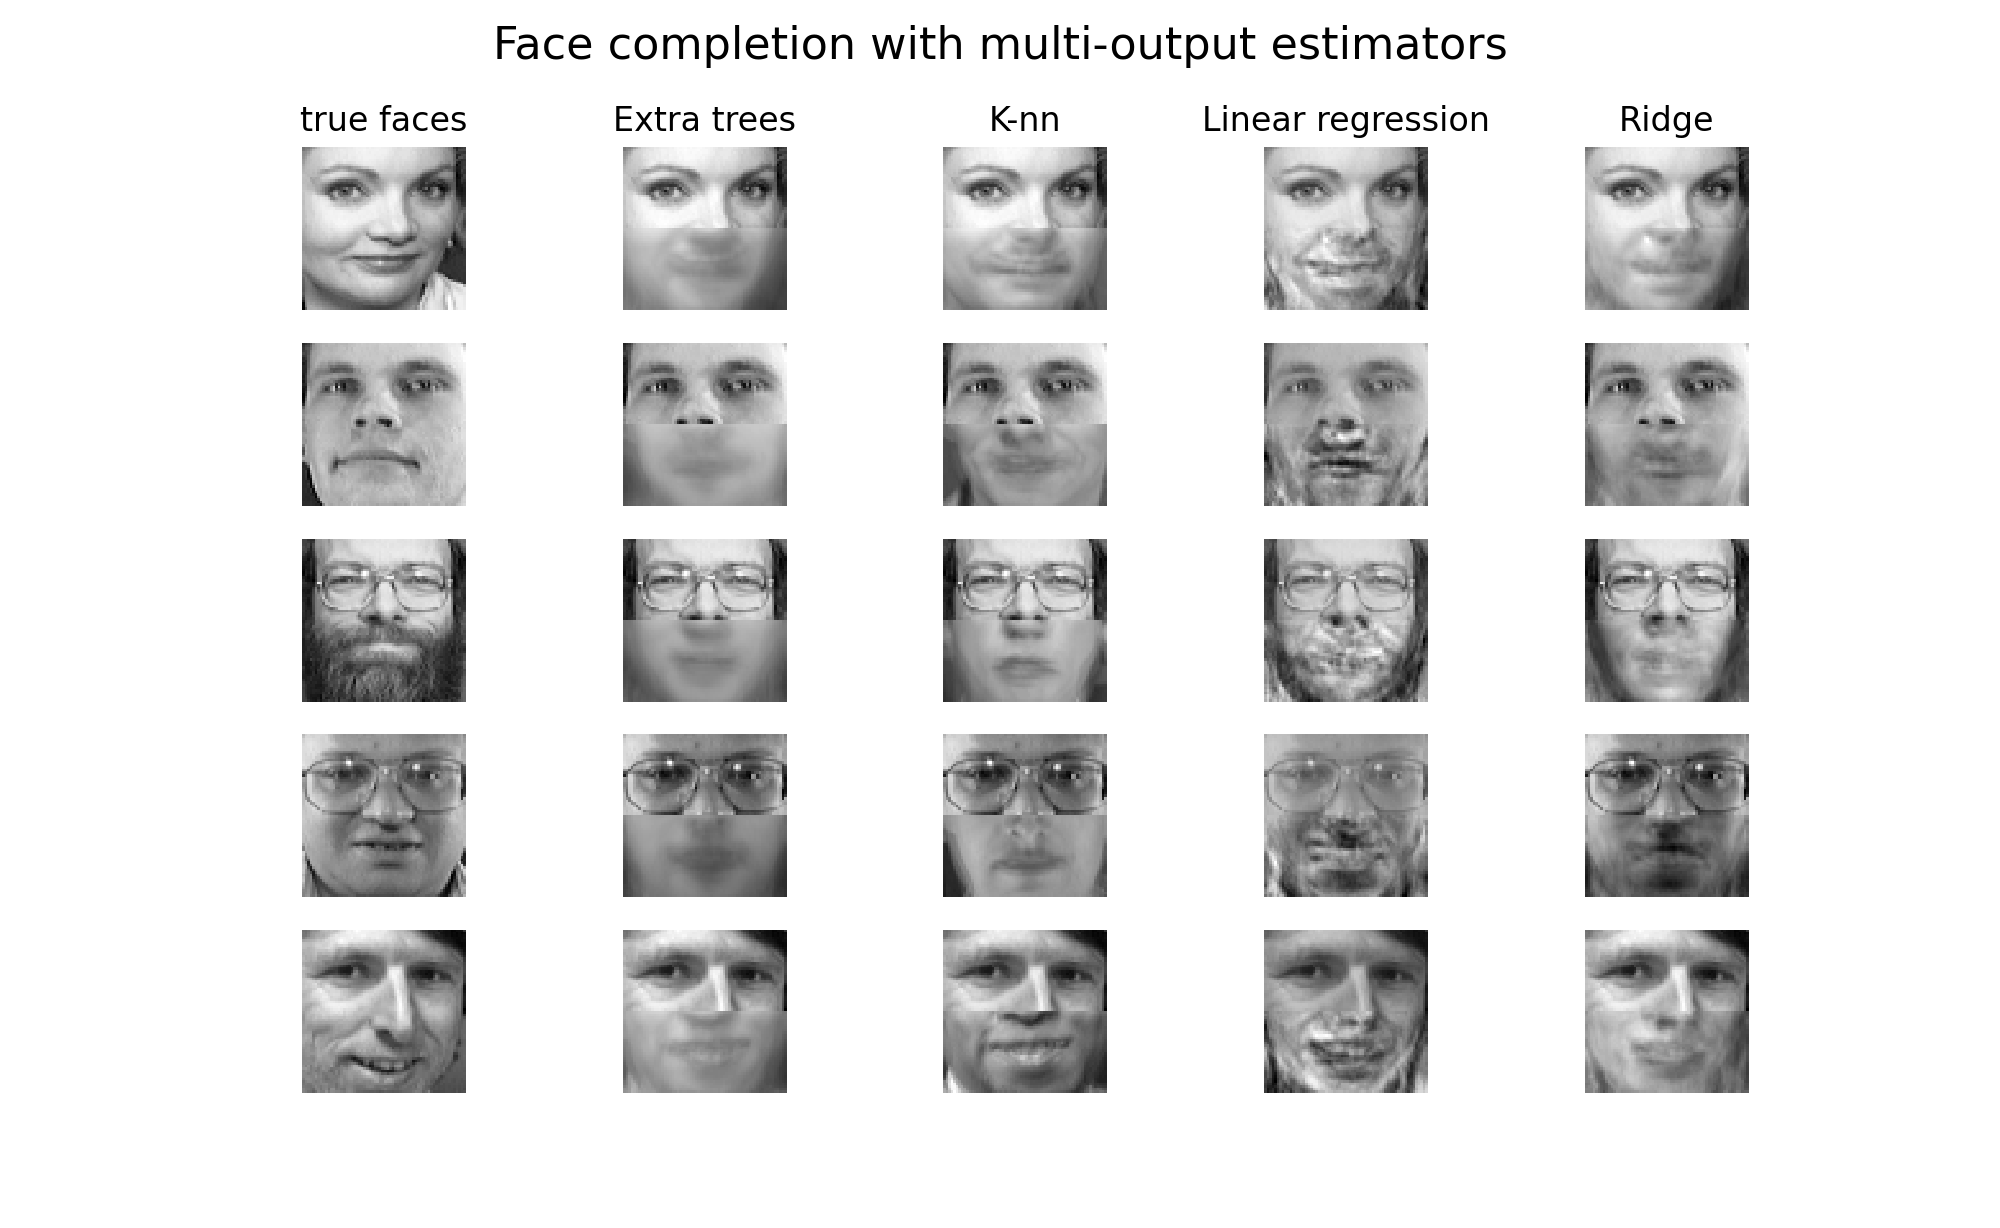 Face completion with multi-output estimators
true faces Extra trees K-nn Linear regression Ridge